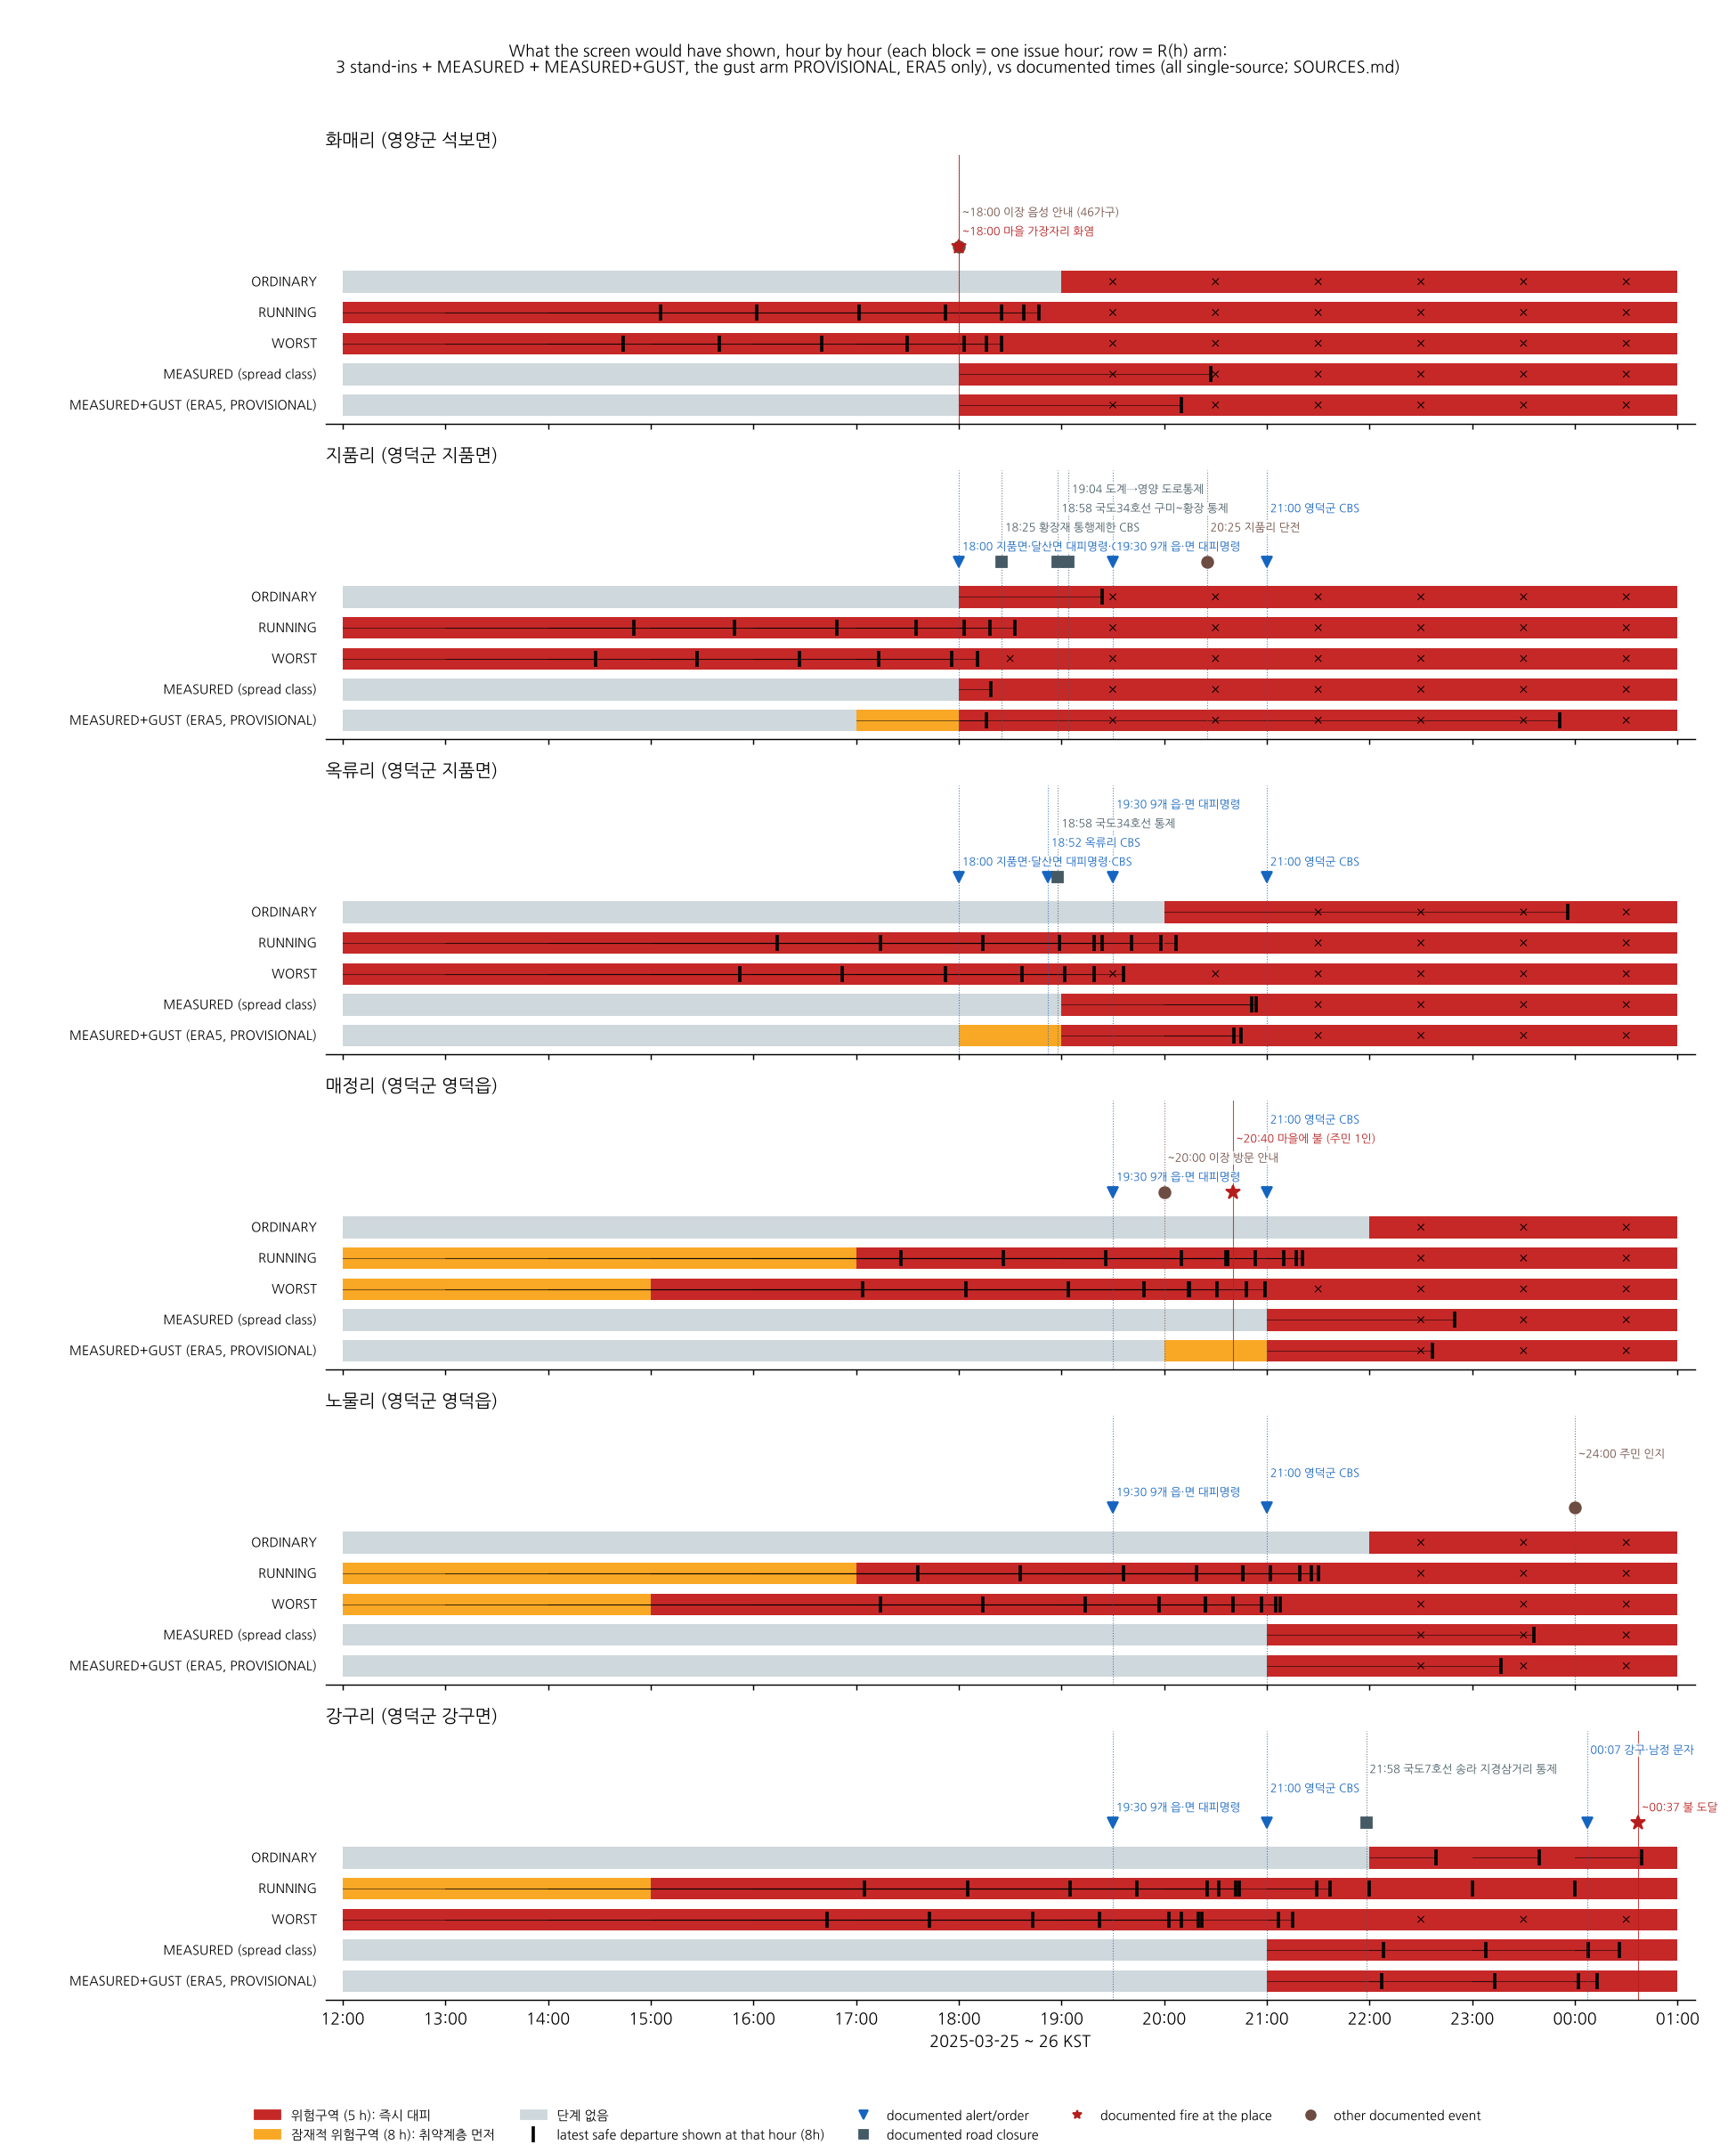 What the screen would have shown, hour by hour (each block = one issue hour; row = R(h) arm:
3 stand-ins + MEASURED + MEASURED+GUST, the gust arm PROVISIONAL, ERA5 only), vs documented times (all single-source; SOURCES.md)
화매리 (영양군 석보면)
~18:00 이장 음성 안내 (46가구)
~18:00 마을 가장자리 화염
ORDINARY
RUNNING
WORST
MEASURED (spread class)
MEASURED+GUST (ERA5, PROVISIONAL)
지품리 (영덕군 지품면)
19:04 도계→영양 도로통제
18:58 국도34호선 구미~황장 통제
21:00 영덕군 CBS
18:25 황장재 통행제한 CBS
20:25 지품리 단전
18:00 지품면·달산면 대피명령·
19:30 9개 읍·면 대피명령
ORDINARY
RUNNING
WORST
MEASURED (spread class)
MEASURED+GUST (ERA5, PROVISIONAL)
옥류리 (영덕군 지품면)
19:30 9개 읍·면 대피명령
18:58 국도34호선 통제
18:52 옥류리 CBS
18:00 지품면·달산면 대피명령·CBS
21:00 영덕군 CBS
ORDINARY
RUNNING
WORST
MEASURED (spread class)
MEASURED+GUST (ERA5, PROVISIONAL)
매정리 (영덕군 영덕읍)
21:00 영덕군 CBS
~20:40 마을에 불 (주민 1인)
~20:00 이장 방문 안내
19:30 9개 읍·면 대피명령
ORDINARY
RUNNING
WORST
MEASURED (spread class)
MEASURED+GUST (ERA5, PROVISIONAL)
노물리 (영덕군 영덕읍)
~24:00 주민 인지
21:00 영덕군 CBS
19:30 9개 읍·면 대피명령
ORDINARY
RUNNING
WORST
MEASURED (spread class)
MEASURED+GUST (ERA5, PROVISIONAL)
강구리 (영덕군 강구면)
00:07 강구·남정 문자
21:58 국도7호선 송라 지경삼거리 통제
21:00 영덕군 CBS
19:30 9개 읍·면 대피명령
~00:37 불 도달
ORDINARY
RUNNING
WORST
MEASURED (spread class)
MEASURED+GUST (ERA5, PROVISIONAL)
12:00 13:00 14:00 15:00 16:00 17:00 18:00 19:00 20:00 21:00 22:00 23:00 00:00 01:00
2025-03-25 ~ 26 KST
위험구역 (5 h): 즉시 대피
잠재적 위험구역 (8 h): 취약계층 먼저
단계 없음
latest safe departure shown at that hour (8h)
documented alert/order
documented road closure
documented fire at the place
other documented event